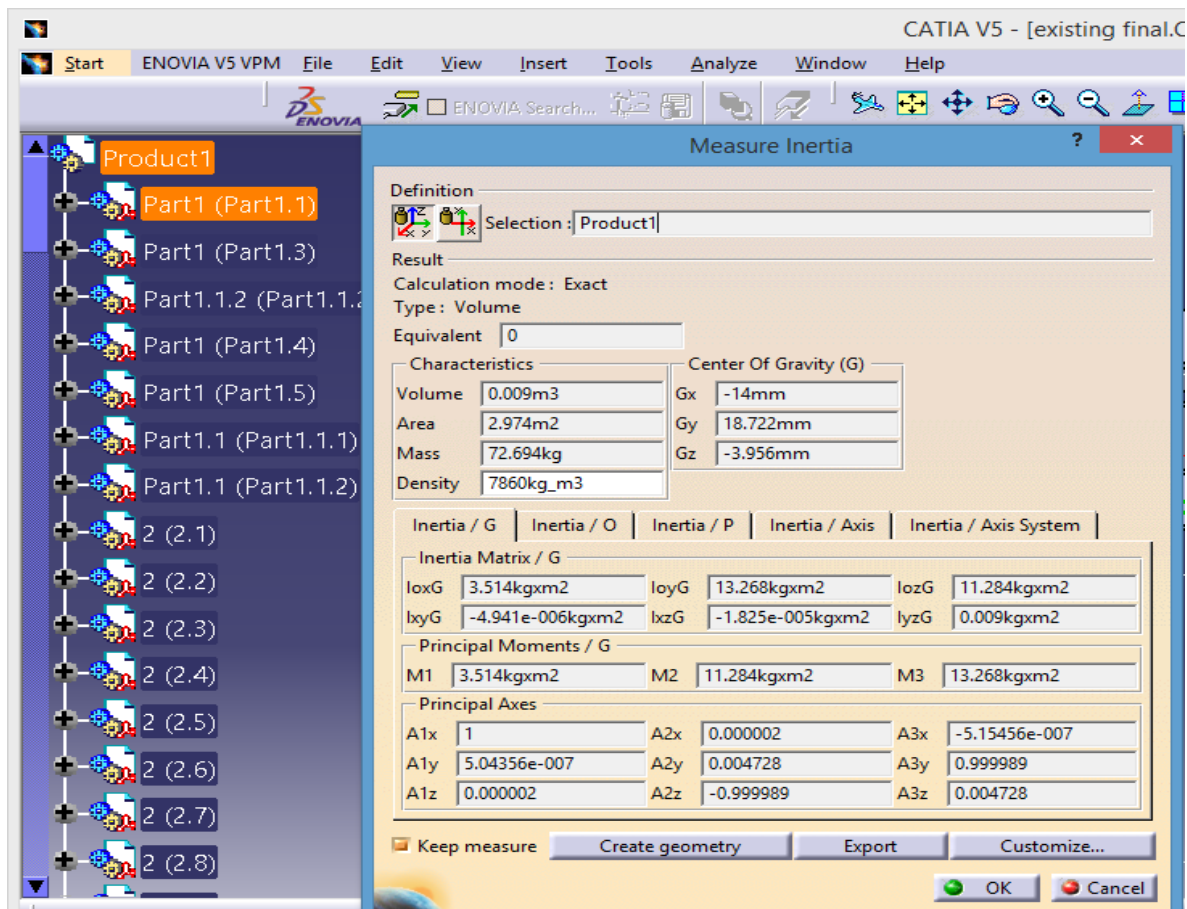 CATIA V5 - [existing final.C
Start ENOVIA V5 VPM File Edit View Insert Tools Analyze Window Help
ENOVIA
ENOVIA Search...
Measure Inertia ? ×
Product1
Part1 (Part1.1)
Part1 (Part1.3)
Part1.1.2 (Part1.1.2
Part1 (Part1.4)
Part1 (Part1.5)
Part1.1 (Part1.1.1)
Part1.1 (Part1.1.2)
2 (2.1)
2 (2.2)
2 (2.3)
2 (2.4)
2 (2.5)
2 (2.6)
2 (2.7)
2 (2.8)
Definition
Selection : Product1
Result
Calculation mode : Exact
Type : Volume
Equivalent 0
Characteristics Center Of Gravity (G)
Volume 0.009m3 Gx -14mm
Area 2.974m2 Gy 18.722mm
Mass 72.694kg Gz -3.956mm
Density 7860kg_m3
Inertia / G Inertia / O Inertia / P Inertia / Axis Inertia / Axis System
Inertia Matrix / G
IoxG 3.514kgxm2 IoyG 13.268kgxm2 IozG 11.284kgxm2
IxyG -4.941e-006kgxm2 IxzG -1.825e-005kgxm2 IyzG 0.009kgxm2
Principal Moments / G
M1 3.514kgxm2 M2 11.284kgxm2 M3 13.268kgxm2
Principal Axes
A1x 1 A2x 0.000002 A3x -5.15456e-007
A1y 5.04356e-007 A2y 0.004728 A3y 0.999989
A1z 0.000002 A2z -0.999989 A3z 0.004728
Keep measure Create geometry Export Customize...
OK Cancel